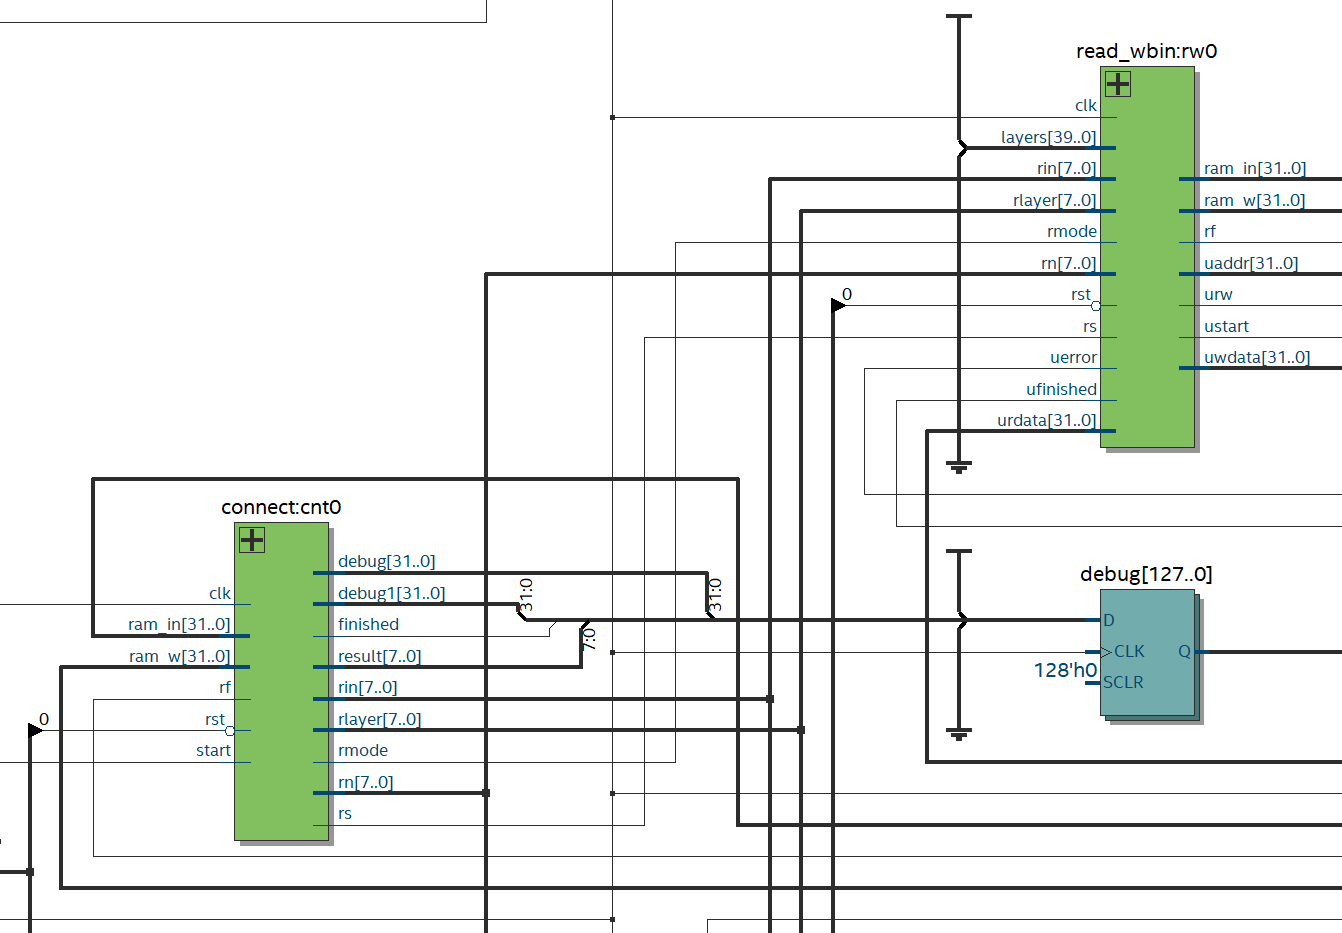 read_wbin:rw0
clk
layers[39..0]
rin[7..0]
rlayer[7..0]
rmode
rn[7..0]
0
rst
rs
uerror
ufinished
urdata[31..0]
ram_in[31..0]
ram_w[31..0]
rf
uaddr[31..0]
urw
ustart
uwdata[31..0]
connect:cnt0
clk
ram_in[31..0]
ram_w[31..0]
rf
0
rst
start
debug[31..0]
debug1[31..0]
finished
result[7..0]
rin[7..0]
rlayer[7..0]
rmode
rn[7..0]
rs
31:0
7:0
31:0
debug[127..0]
D
CLK
128'h0
SCLR
Q